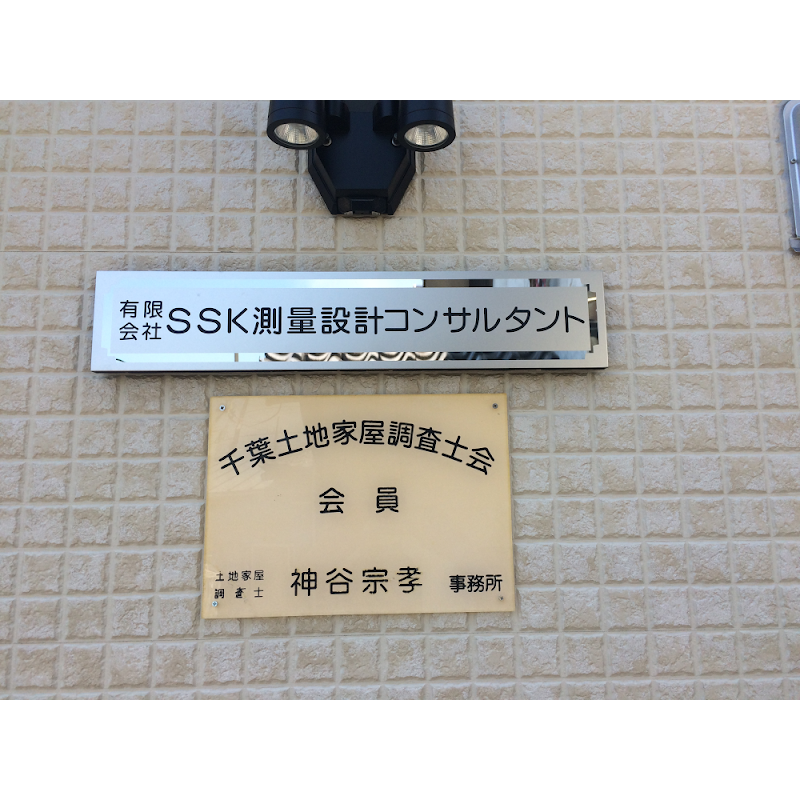 有限会社 SSK測量設計コンサルタント
千葉土地家屋調査士会
会員
土地家屋調査士 神谷宗孝 事務所